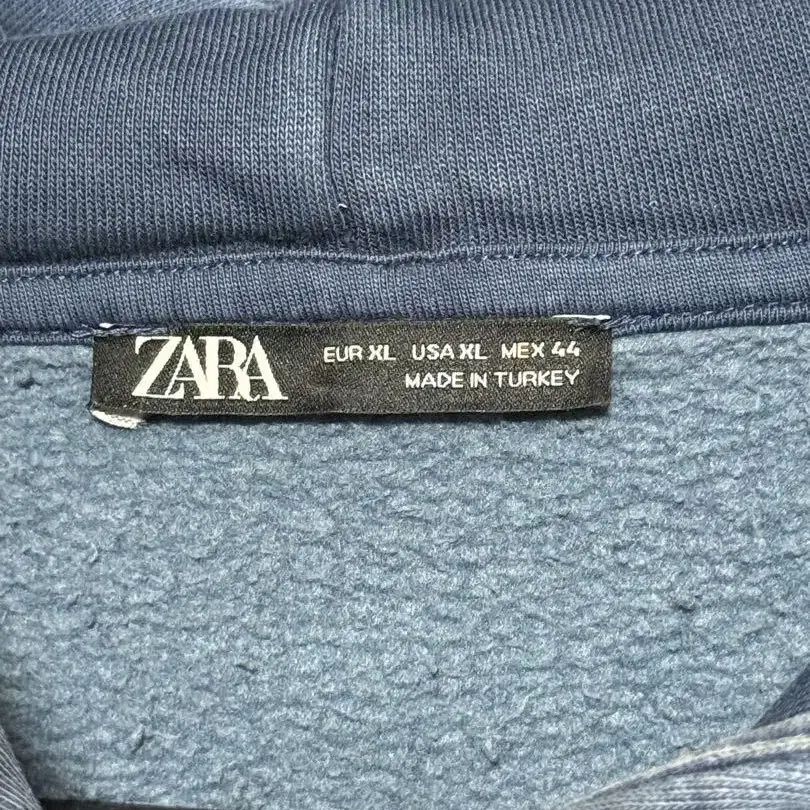 ZARA
EUR XL USA XL MEX 44
MADE IN TURKEY